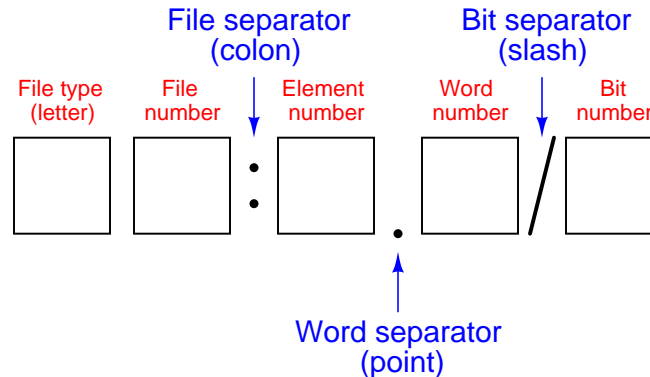 File separator
(colon)
Bit separator
(slash)
File type
(letter)
File
number
Element
number
Word
number
Bit
number
:
.
/
Word separator
(point)